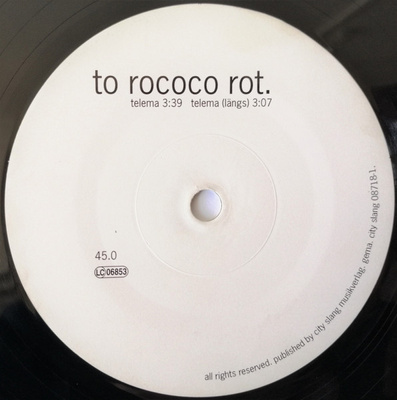 to rococo rot.
telema 3:39 telema (längs) 3:07
45.0
LC 06853
all rights reserved. published by city slang musikverlag. gema. city slang 08718-1.